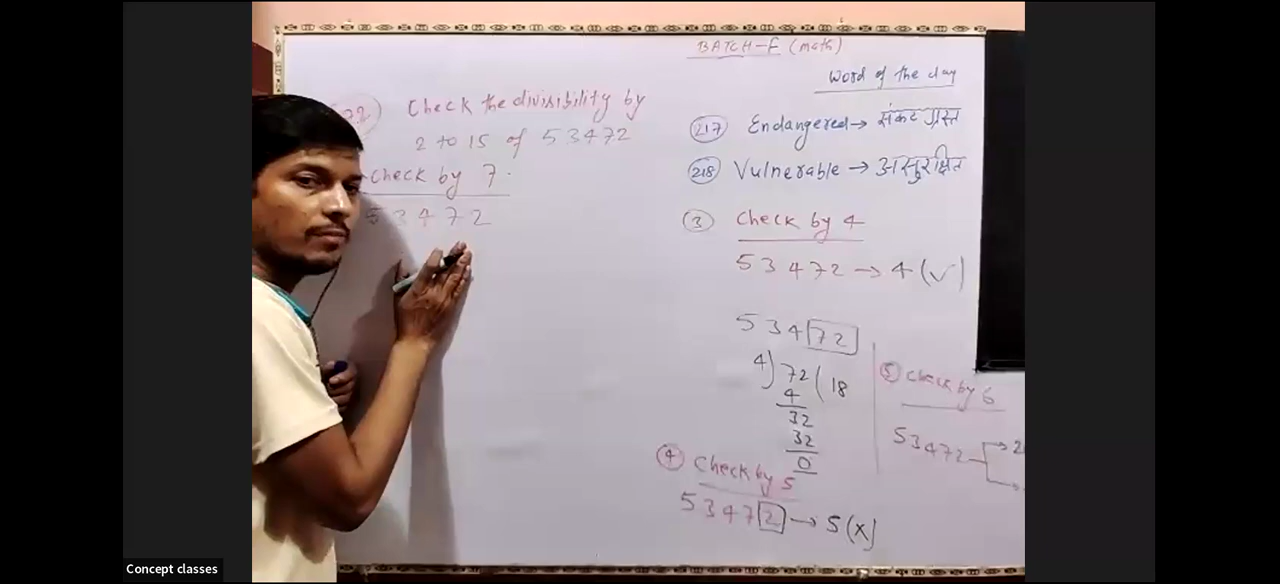 BATCH-F (math)
Word of the day
72 Check the divisibility by
2 to 15 of 53472
check by 7.
53472
217 Endangered → संकटग्रस्त
218 Vulnerable → असुरक्षित
3 Check by 4
53472 → 4 (✓)
53472
4) 72 ( 18
4
32
32
0
4 Check by 5
53472 → 5 (X)
5 Check by 6
53472
Concept classes